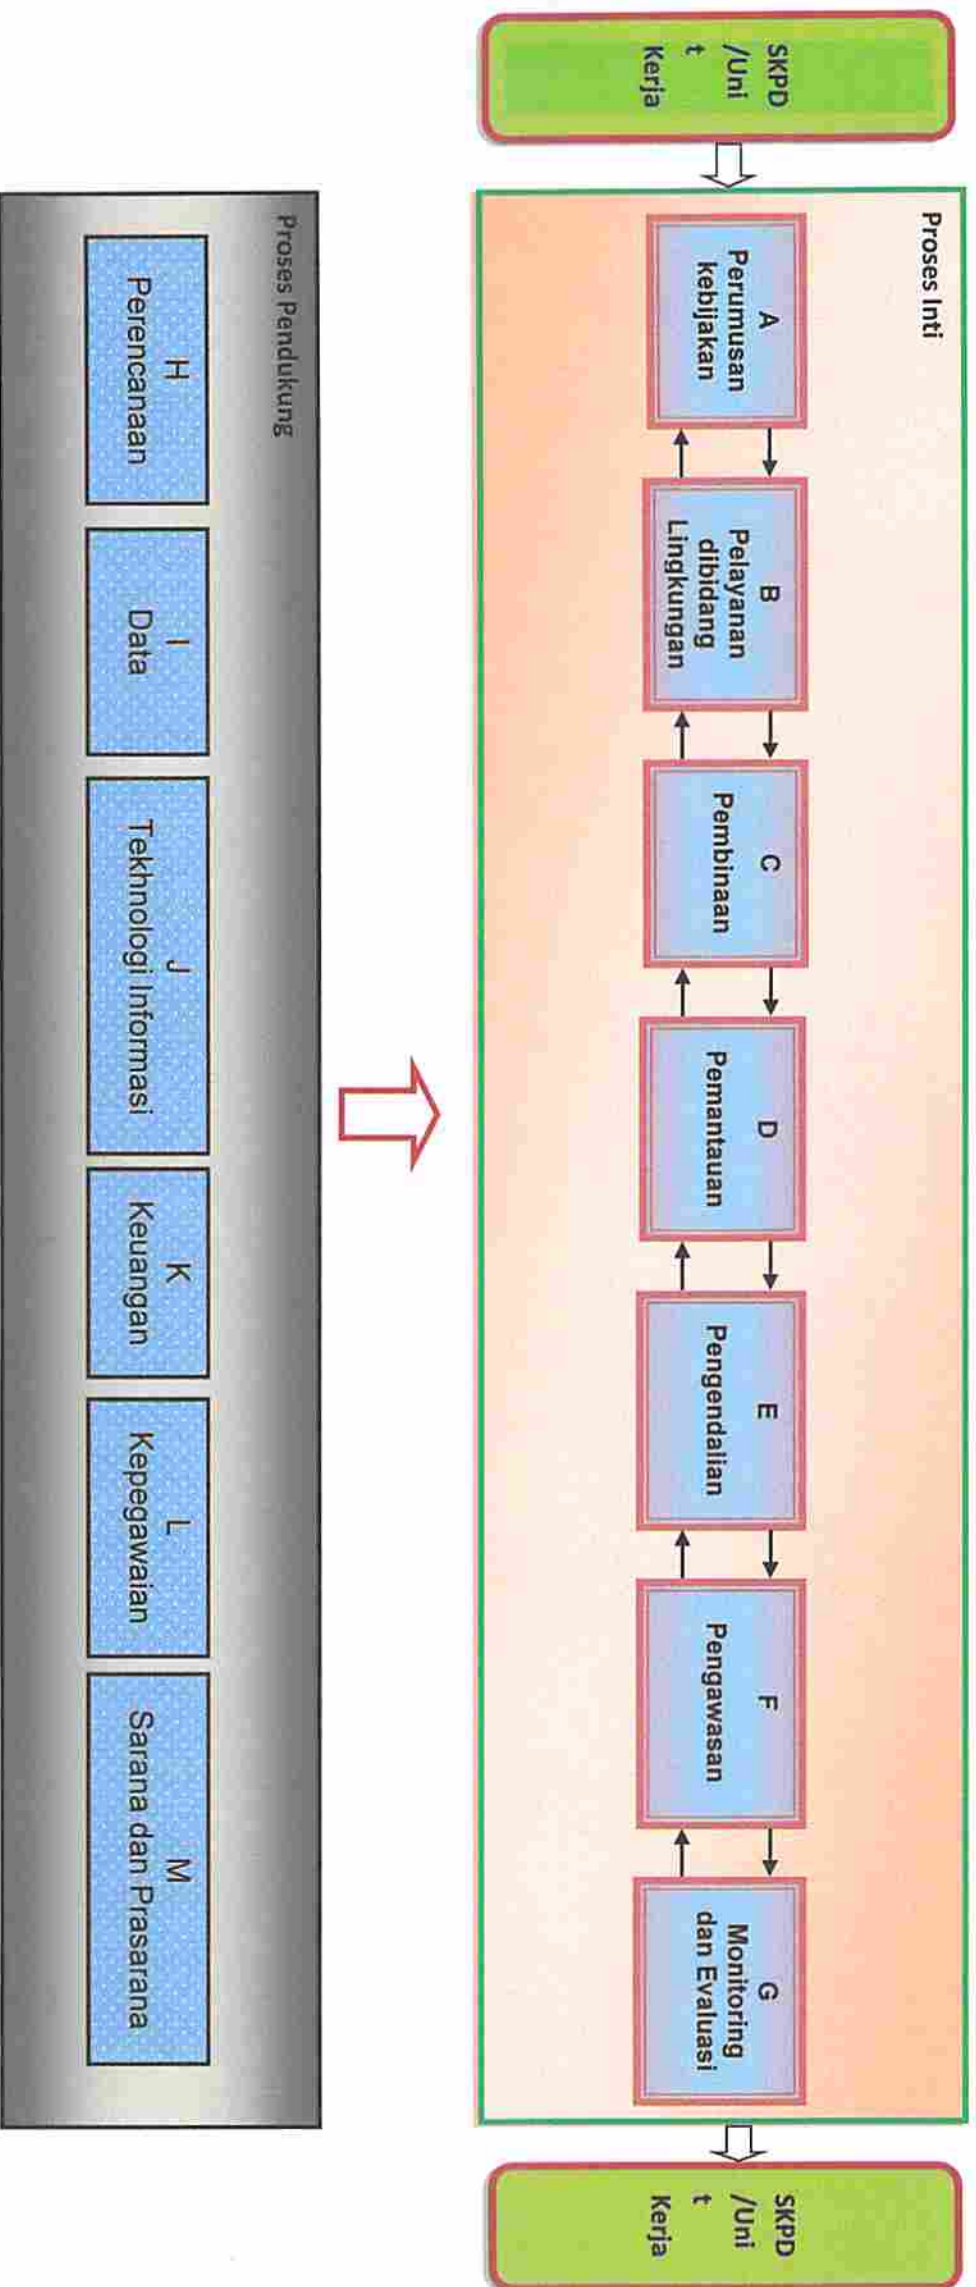 SKPD
/Uni
t
Kerja
Proses Inti
A
Perumusan
kebijakan
B
Pelayanan
dibidang
Lingkungan
C
Pembinaan
D
Pemantauan
E
Pengendalian
F
Pengawasan
G
Monitoring
dan Evaluasi
SKPD
/Uni
t
Kerja
Proses Pendukung
H
Perencanaan
I
Data
J
Tekhnologi Informasi
K
Keuangan
L
Kepegawaian
M
Sarana dan Prasarana